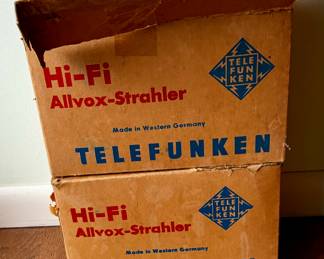 Hi-Fi
Allvox-Strahler
TELE
FUN
KEN
Made in Western Germany
TELEFUNKEN
Hi-Fi
Allvox-Strahler
TELE
FUN
KEN
Made in Western Germany